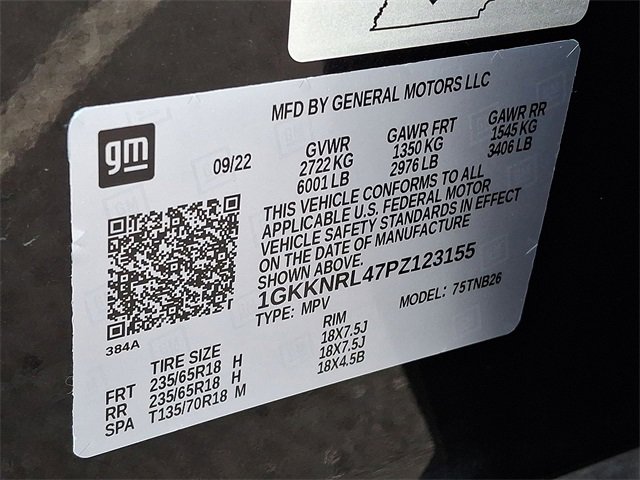 MFD BY GENERAL MOTORS LLC
gm
09/22
GVWR
2722 KG
6001 LB
GAWR FRT
1350 KG
2976 LB
GAWR RR
1545 KG
3406 LB
THIS VEHICLE CONFORMS TO ALL
APPLICABLE U.S. FEDERAL MOTOR
VEHICLE SAFETY STANDARDS IN EFFECT
ON THE DATE OF MANUFACTURE
SHOWN ABOVE.
1GKKNRL47PZ123155
TYPE: MPV
MODEL: 75TNB26
384A
TIRE SIZE
RIM
FRT 235/65R18 H 18X7.5J
RR 235/65R18 H 18X7.5J
SPA T135/70R18 M 18X4.5B